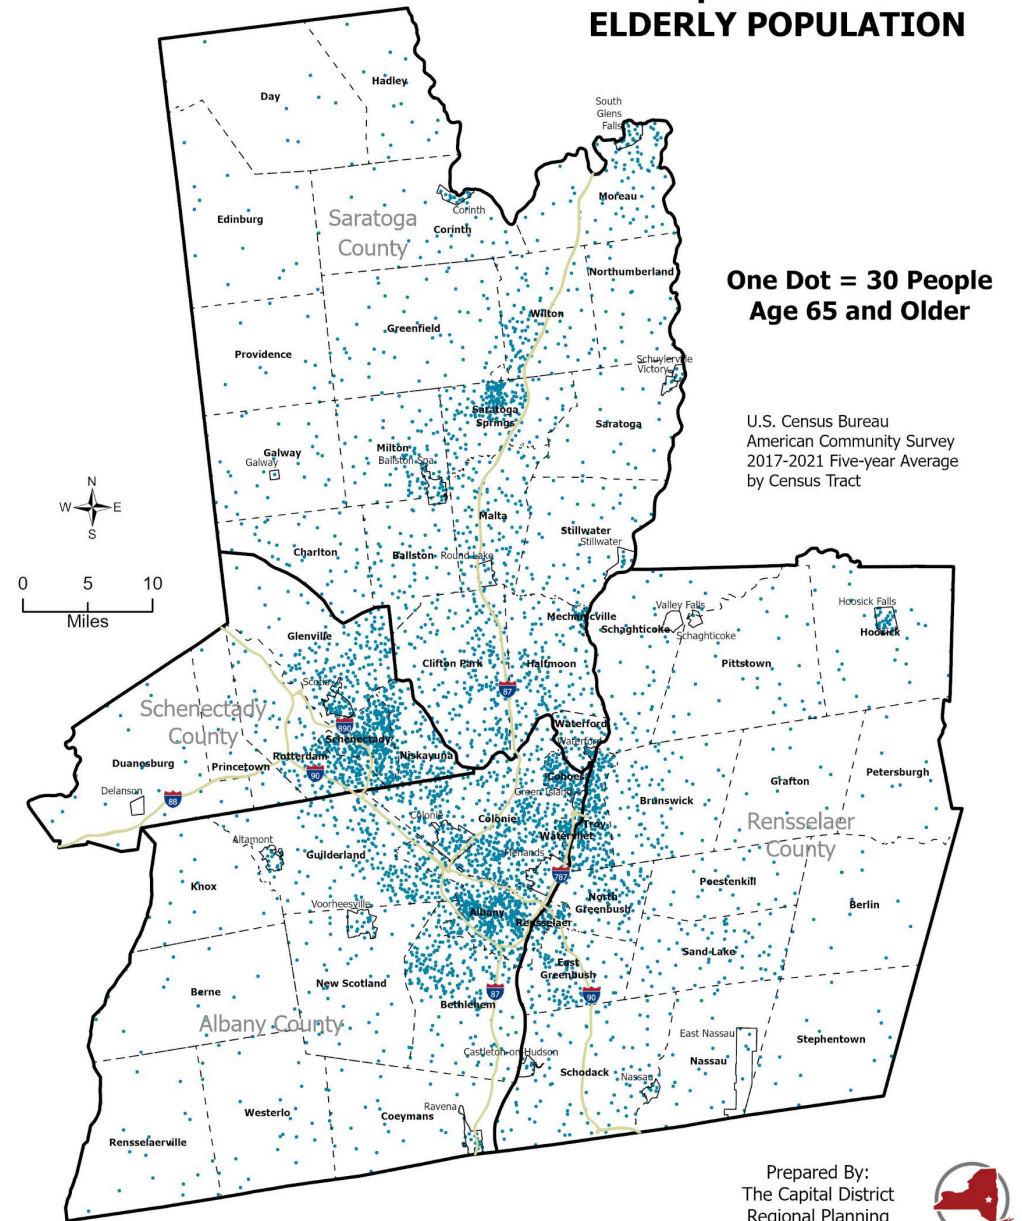 ELDERLY POPULATION
Hadley
Day
South
Glens
Falls
Moreau
Corinth
Edinburg
Saratoga
County
Corinth
Northumberland
One Dot = 30 People
Age 65 and Older
Wilton
Greenfield
Providence
Schuylerville
Victory
Saratoga
Springs
Saratoga
U.S. Census Bureau
American Community Survey
2017-2021 Five-year Average
by Census Tract
Milton
Ballston Spa
Galway
Galway
N
W
E
S
Malta
Stillwater
Stillwater
Charlton
Ballston
Round Lake
0 5 10
Miles
Mechanicville
Schaghticoke
Valley Falls
Schaghticoke
Hoosick Falls
Hoosick
Glenville
Clifton Park
Halfmoon
Pittstown
Scotia
87
Schenectady
County
890
Schenectady
Waterford
Waterford
Rotterdam
Niskayuna
Duanesburg
Princetown
90
Cohoes
Grafton
Petersburgh
Delanson
88
Green Island
Brunswick
Colonie
Colonie
Troy
Watervliet
Rensselaer
County
Altamont
Guilderland
Menands
787
Knox
Poestenkill
Voorheesville
Albany
North
Greenbush
Rensselaer
Berlin
Sand Lake
East
Greenbush
New Scotland
Berne
Bethlehem
87
90
Albany County
East Nassau
Stephentown
Castleton-on-Hudson
Nassau
Schodack
Nassau
Ravena
Westerlo
Coeymans
Rensselaerville
Prepared By:
The Capital District
Regional Planning